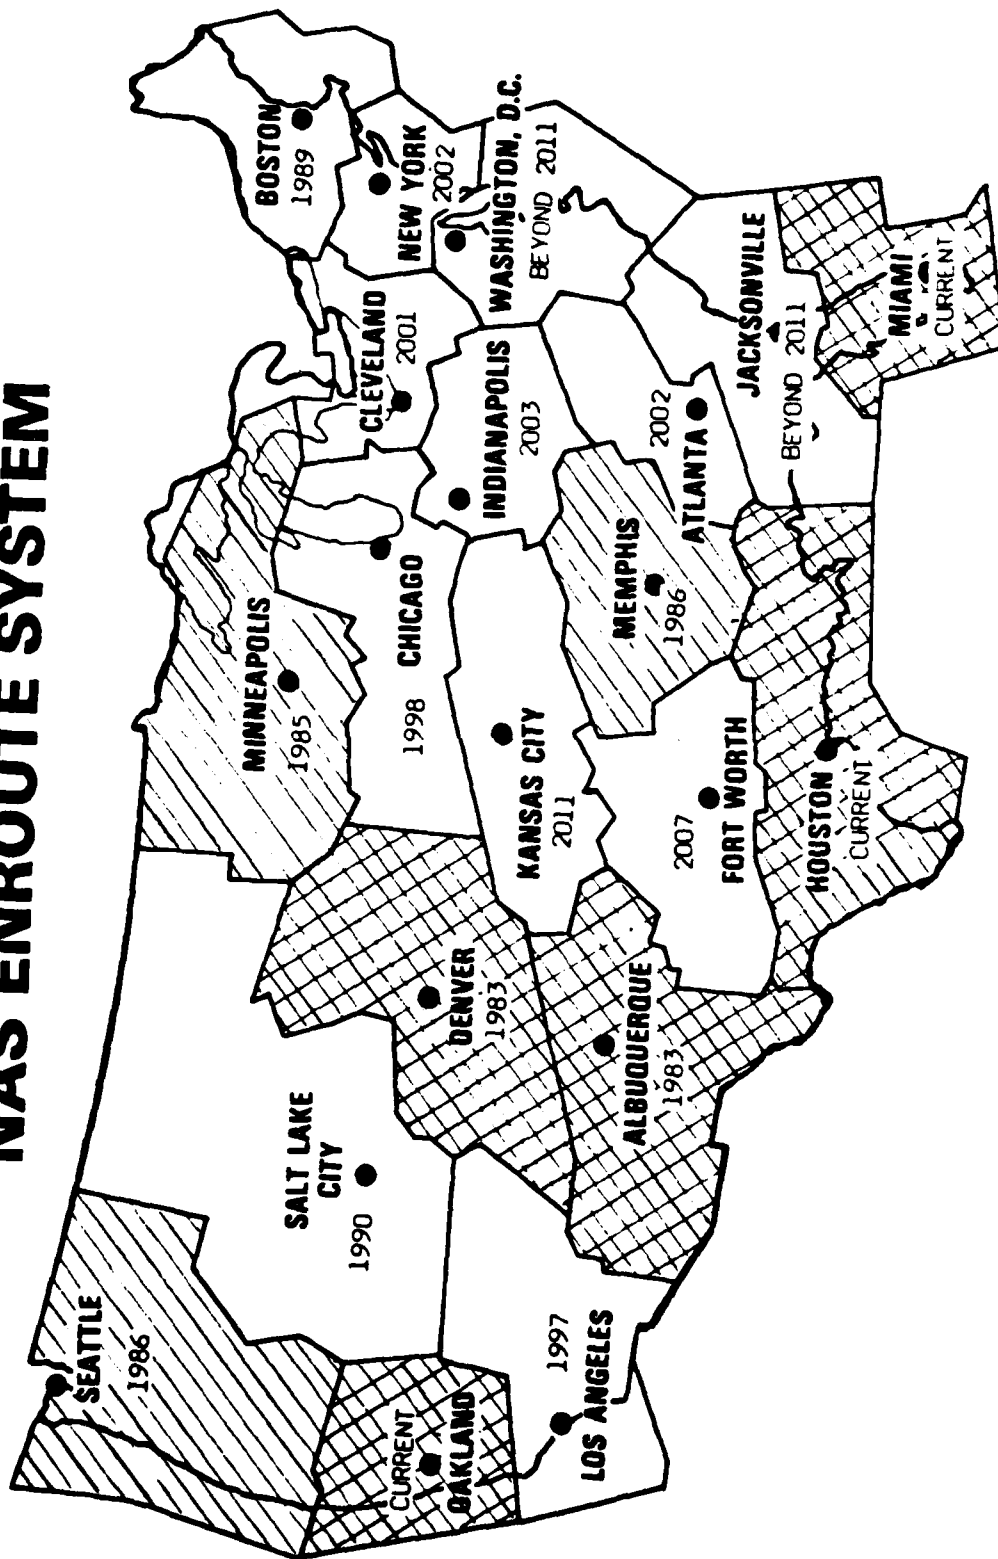 NAS ENROUTE SYSTEM
SEATTLE
1986
CURRENT
OAKLAND
1997
LOS ANGELES
SALT LAKE
CITY
1990
DENVER
1983
ALBUQUERQUE
1983
MINNEAPOLIS
1985
CHICAGO
1998
KANSAS CITY
2011
2007
FORT WORTH
HOUSTON
CURRENT
MEMPHIS
1986
2002
ATLANTA
INDIANAPOLIS
2003
CLEVELAND
2001
BOSTON
1989
NEW YORK
2002
WASHINGTON, D.C.
BEYOND 2011
JACKSONVILLE
BEYOND 2011
MIAMI
CURRENT